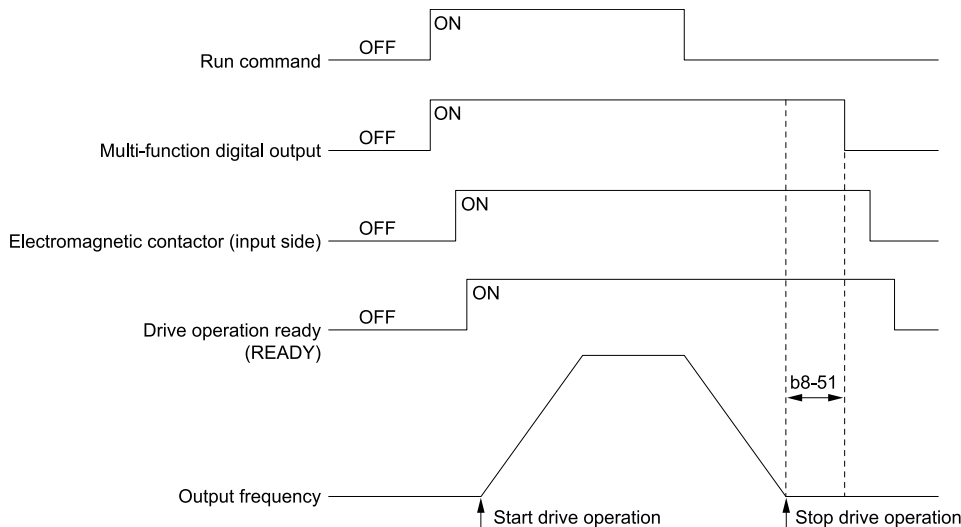 ON
OFF
Run command
ON
OFF
Multi-function digital output
ON
OFF
Electromagnetic contactor (input side)
ON
OFF
Drive operation ready
(READY)
b8-51
Output frequency
Start drive operation
Stop drive operation